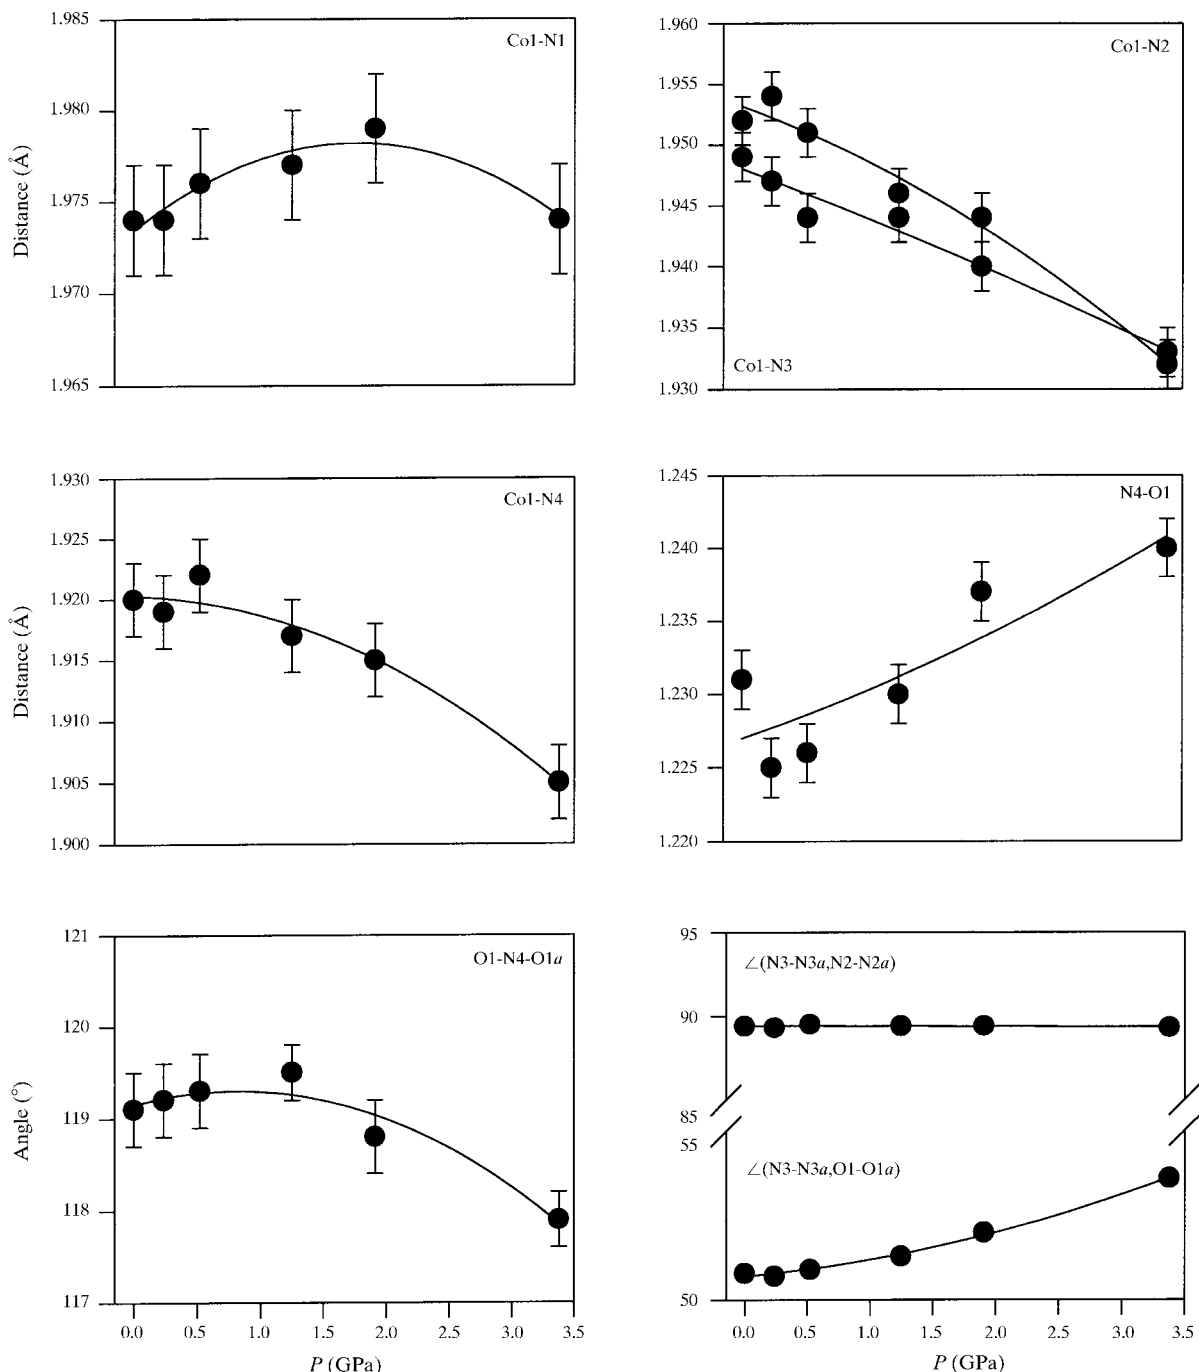 1.985
1.980
1.975
1.970
1.965
Distance (Å)
Co1-N1
1.960
1.955
1.950
1.945
1.940
1.935
1.930
Co1-N2
Co1-N3
1.930
1.925
1.920
1.915
1.910
1.905
1.900
Distance (Å)
Co1-N4
1.245
1.240
1.235
1.230
1.225
1.220
N4-O1
121
120
119
118
117
Angle (°)
O1-N4-O1a
0.0 0.5 1.0 1.5 2.0 2.5 3.0 3.5
P (GPa)
95
90
85
55
50
∠(N3-N3a,N2-N2a)
∠(N3-N3a,O1-O1a)
0.0 0.5 1.0 1.5 2.0 2.5 3.0 3.5
P (GPa)